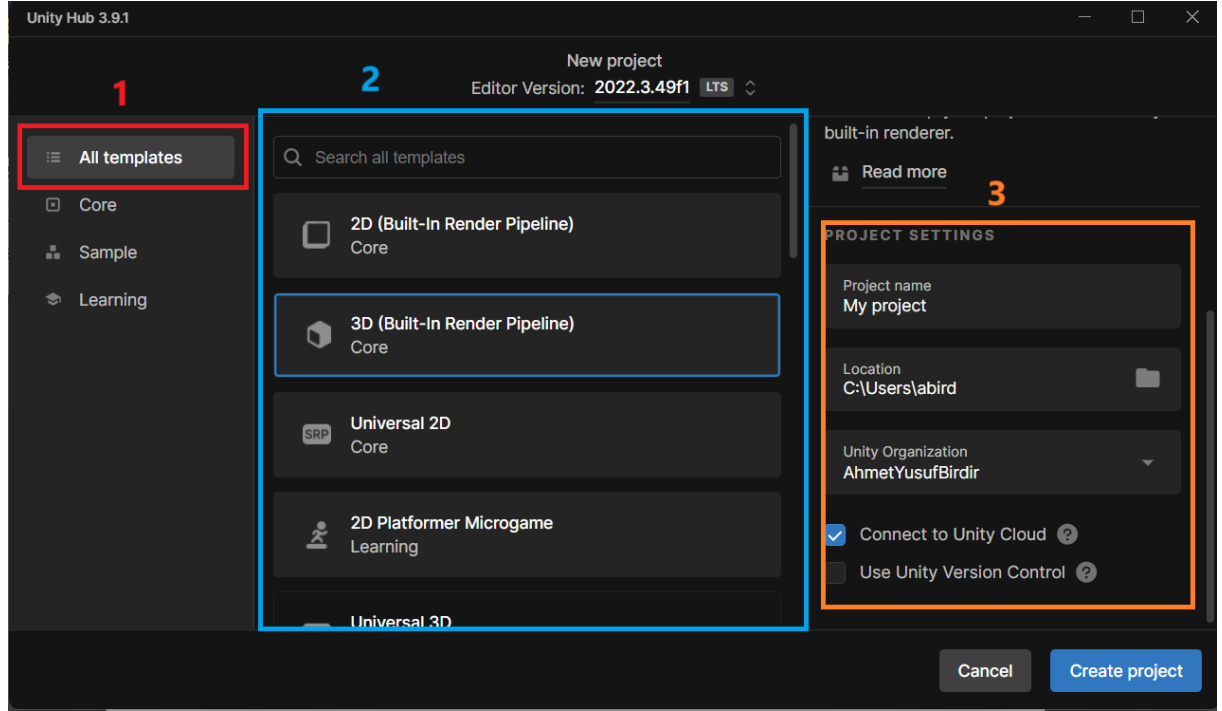 Unity Hub 3.9.1
New project
Editor Version: 2022.3.49f1 LTS
1
2
All templates
Core
Sample
Learning
Search all templates
2D (Built-In Render Pipeline)
Core
3D (Built-In Render Pipeline)
Core
SRP
Universal 2D
Core
2D Platformer Microgame
Learning
Universal 3D
built-in renderer.
Read more
3
PROJECT SETTINGS
Project name
My project
Location
C:\Users\abird
Unity Organization
AhmetYusufBirdir
Connect to Unity Cloud ?
Use Unity Version Control ?
Cancel
Create project